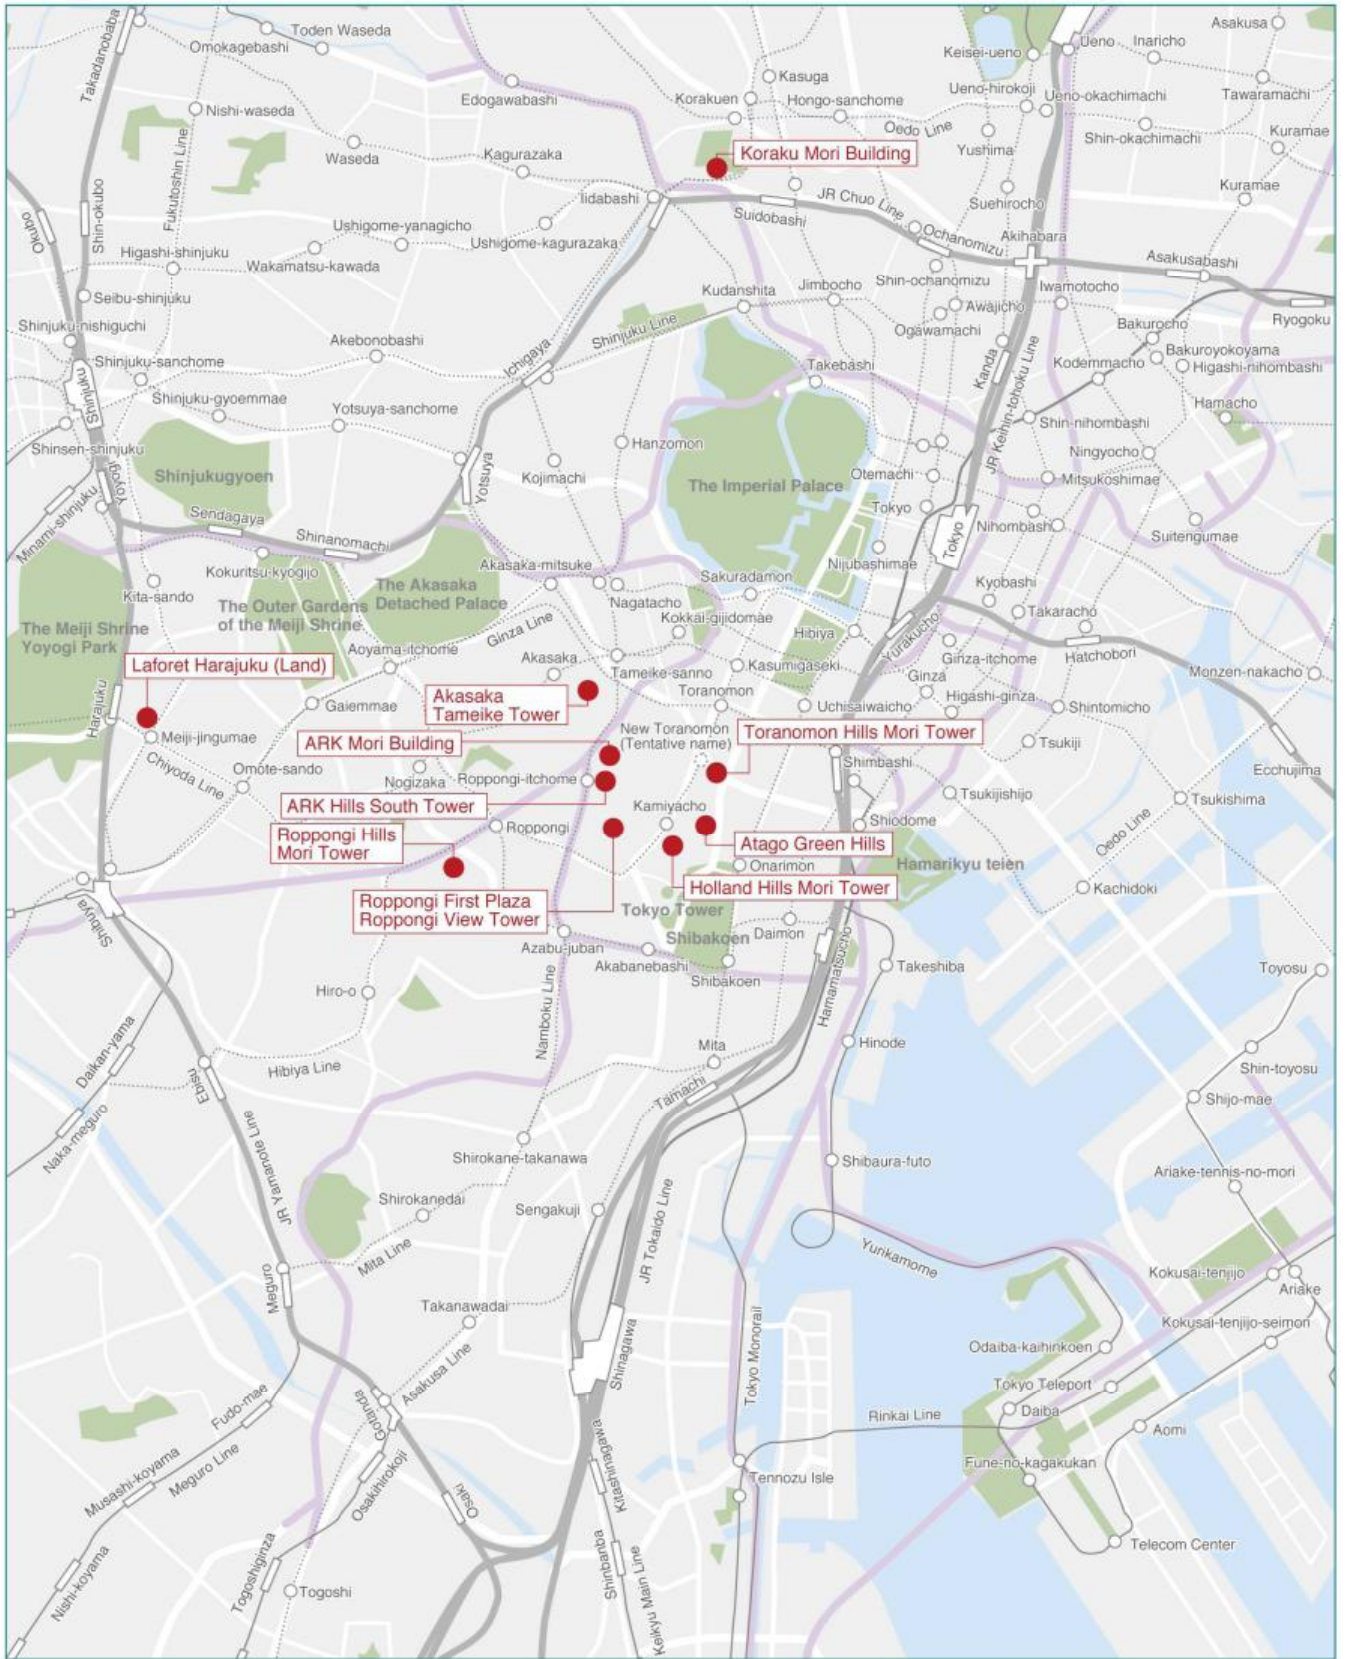 Takadanobaba
Toden Waseda
Omokagebashi
Nishi-waseda
Edogawabashi
Kasuga
Korakuen
Hongo-sanchome
Keisei-ueno
Ueno
Inaricho
Asakusa
Ueno-hirokoji
Ueno-okachimachi
Tawaramachi
Oedo Line
Yushima
Shin-okachimachi
Kuramae
Waseda
Kagurazaka
Koraku Mori Building
Fukutoshin Line
Shin-okubo
Okubo
Iidabashi
Suidobashi
JR Chuo Line
Suehirocho
Kuramae
Ushigome-yanagicho
Ushigome-kagurazaka
Higashi-shinjuku
Wakamatsu-kawada
Ochanomizu
Akihabara
Asakusabashi
Shin-ochanomizu
Seibu-shinjuku
Kudanshita
Jimbocho
Awajicho
Iwamotocho
Ogawamachi
Ryogoku
Shinjuku-nishiguchi
Akebonobashi
Shinjuku Line
Bakurocho
Ichigaya
Bakuroyokoyama
Higashi-nihombashi
Shinjuku-sanchome
Takebashi
Kanda
JR Keihin-tohoku Line
Kodemmacho
Shinjuku
Shinjuku-gyoemmae
Yotsuya-sanchome
Hamacho
Shin-nihombashi
Shinsen-shinjuku
Hanzomon
Ningyocho
Yoyogi
Shinjukugyoen
Yotsuya
Kojimachi
The Imperial Palace
Otemachi
Mitsukoshimae
Minami-shinjuku
Sendagaya
Shinanomachi
Tokyo
Tokyo
Nihombashi
Suitengumae
Kokuritsu-kyogijo
Akasaka-mitsuke
Sakuradamon
Nijubashimae
Kyobashi
Kita-sando
The Outer Gardens
of the Meiji Shrine
The Akasaka
Detached Palace
Nagatacho
Kokkai-gijidomae
Takaracho
The Meiji Shrine
Yoyogi Park
Ginza Line
Hibiya
Yurakucho
Ginza-itchome
Hatchobori
Aoyama-itchome
Akasaka
Tameike-sanno
Kasumigaseki
Monzen-nakacho
Laforet Harajuku (Land)
Ginza
Toranomon
Higashi-ginza
Harajuku
Gaiemmae
Akasaka
Tameike Tower
Uchisaiwaicho
Shintomicho
Meiji-jingumae
New Toranomon
(Tentative name)
Toranomon Hills Mori Tower
ARK Mori Building
Tsukiji
Chiyoda Line
Omote-sando
Nogizaka
Roppongi-itchome
Shimbashi
Ecchujima
ARK Hills South Tower
Kamiyacho
Tsukijishijo
Tsukishima
Roppongi Hills
Mori Tower
Roppongi
Shiodome
Oedo Line
Atago Green Hills
Onarimon
Hamarikyu teien
Holland Hills Mori Tower
Kachidoki
Roppongi First Plaza
Roppongi View Tower
Tokyo Tower
Shibuya
Shibakoen
Daimon
Azabu-juban
Akabanebashi
Shibakoen
Hamamatsucho
Takeshiba
Toyosu
Hiro-o
Namboku Line
Daikan-yama
Mita
Hinode
Ebisu
Hibiya Line
Tamachi
Shin-toyosu
Shijo-mae
Naka-meguro
JR Yamanote Line
Shirokane-takanawa
Shibaura-futo
Ariake-tennis-no-mori
Shirokanedai
Sengakuji
JR Tokaido Line
Mita Line
Yurikamome
Kokusai-tenjijo
Ariake
Meguro
Takanawadai
Kokusai-tenjijo-seimon
Shinagawa
Tokyo Monorail
Odaiba-kaihinkoen
Asakusa Line
Tokyo Teleport
Fudo-mae
Gotanda
Daiba
Rinkai Line
Aomi
Musashi-koyama
Meguro Line
Osakihirokoji
Kitashinagawa
Tennozu Isle
Fune-no-kagakukan
Osaki
Telecom Center
Nishi-koyama
Togoshiginza
Togoshi
Shinbanba
Keikyu Main Line